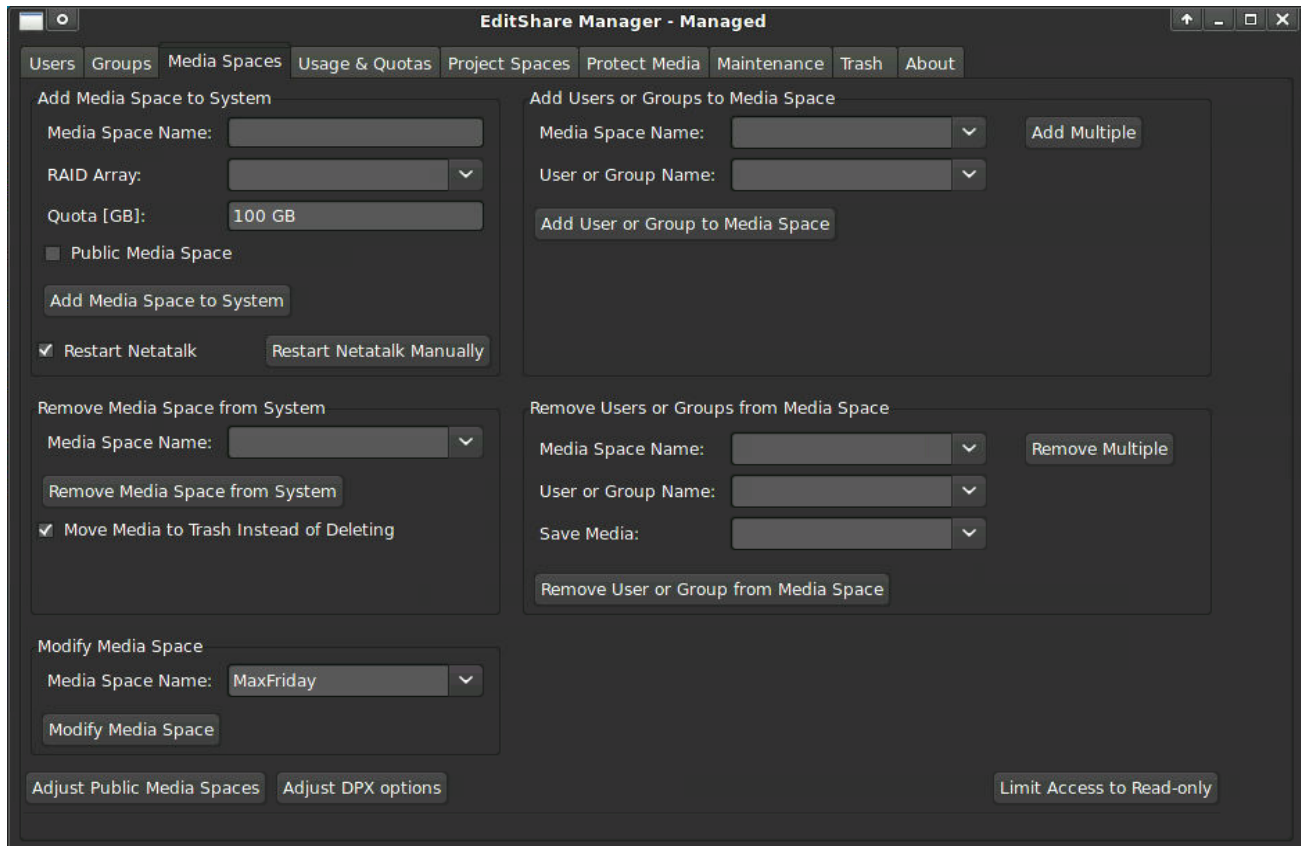 EditShare Manager - Managed
Users Groups Media Spaces Usage & Quotas Project Spaces Protect Media Maintenance Trash About
Add Media Space to System
Media Space Name:
RAID Array:
Quota [GB]: 100 GB
Public Media Space
Add Media Space to System
Restart Netatalk Restart Netatalk Manually
Add Users or Groups to Media Space
Media Space Name: Add Multiple
User or Group Name:
Add User or Group to Media Space
Remove Media Space from System
Media Space Name:
Remove Media Space from System
Move Media to Trash Instead of Deleting
Remove Users or Groups from Media Space
Media Space Name: Remove Multiple
User or Group Name:
Save Media:
Remove User or Group from Media Space
Modify Media Space
Media Space Name: MaxFriday
Modify Media Space
Adjust Public Media Spaces Adjust DPX options Limit Access to Read-only